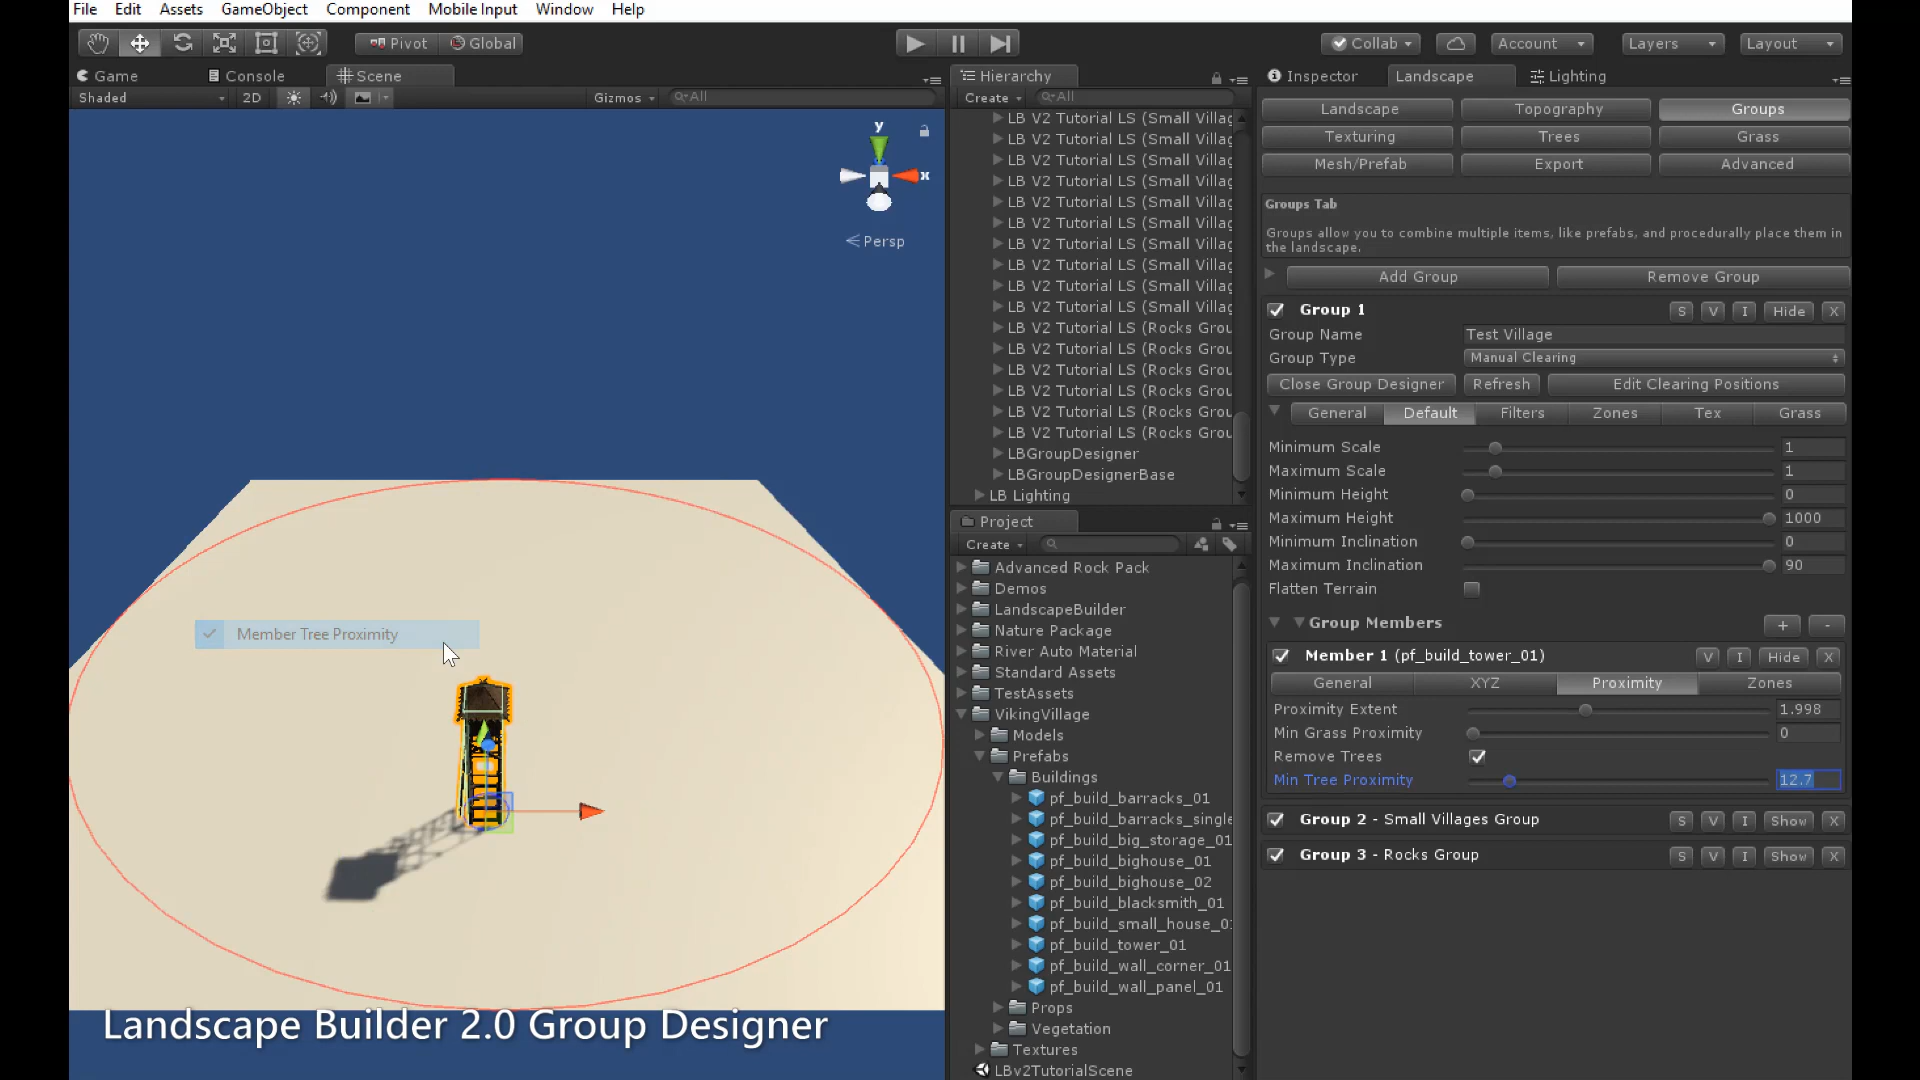 File Edit Assets GameObject Component Mobile Input Window Help
Pivot Global Collab Account Layers Layout
Game Console Scene
Shaded 2D Gizmos All
y
x
Persp
Member Tree Proximity
Landscape Builder 2.0 Group Designer
Hierarchy
Create All
LB V2 Tutorial LS (Small Villag
LB V2 Tutorial LS (Small Villag
LB V2 Tutorial LS (Small Villag
LB V2 Tutorial LS (Small Villag
LB V2 Tutorial LS (Small Villag
LB V2 Tutorial LS (Small Villag
LB V2 Tutorial LS (Small Villag
LB V2 Tutorial LS (Small Villag
LB V2 Tutorial LS (Small Villag
LB V2 Tutorial LS (Small Villag
LB V2 Tutorial LS (Rocks Grou
LB V2 Tutorial LS (Rocks Grou
LB V2 Tutorial LS (Rocks Grou
LB V2 Tutorial LS (Rocks Grou
LB V2 Tutorial LS (Rocks Grou
LB V2 Tutorial LS (Rocks Grou
LBGroupDesigner
LBGroupDesignerBase
LB Lighting
Project
Create
Advanced Rock Pack
Demos
LandscapeBuilder
Nature Package
River Auto Material
Standard Assets
TestAssets
VikingVillage
Models
Prefabs
Buildings
pf_build_barracks_01
pf_build_barracks_single
pf_build_big_storage_01
pf_build_bighouse_01
pf_build_bighouse_02
pf_build_blacksmith_01
pf_build_small_house_0
pf_build_tower_01
pf_build_wall_corner_01
pf_build_wall_panel_01
Props
Vegetation
Textures
LBv2TutorialScene
Inspector Landscape Lighting
Landscape Topography Groups
Texturing Trees Grass
Mesh/Prefab Export Advanced
Groups Tab
Groups allow you to combine multiple items, like prefabs, and procedurally place them in
the landscape.
Add Group Remove Group
Group 1 S V I Hide X
Group Name Test Village
Group Type Manual Clearing
Close Group Designer Refresh Edit Clearing Positions
General Default Filters Zones Tex Grass
Minimum Scale 1
Maximum Scale 1
Minimum Height 0
Maximum Height 1000
Minimum Inclination 0
Maximum Inclination 90
Flatten Terrain
Group Members + -
Member 1 (pf_build_tower_01) V I Hide X
General XYZ Proximity Zones
Proximity Extent 1.998
Min Grass Proximity 0
Remove Trees
Min Tree Proximity 12.7
Group 2 - Small Villages Group S V I Show X
Group 3 - Rocks Group S V I Show X